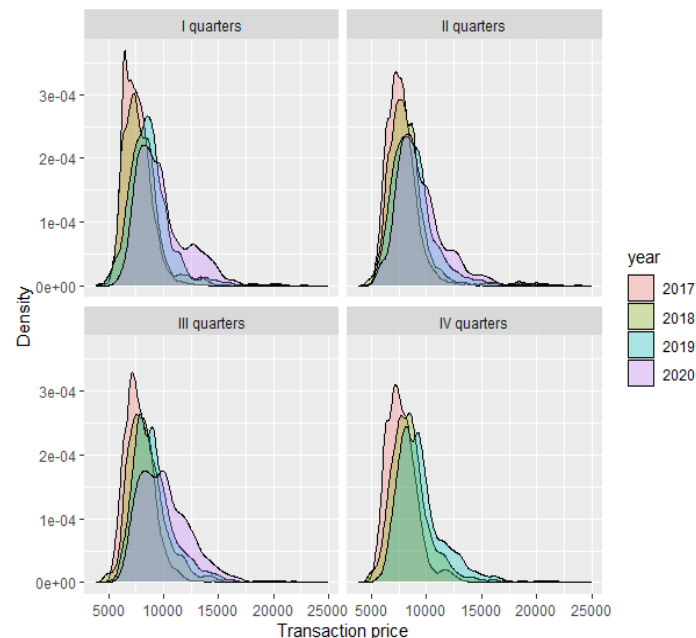 I quarters
II quarters
3e-04
2e-04
1e-04
0e+00
Density
III quarters
IV quarters
3e-04
2e-04
1e-04
0e+00
5000 10000 15000 20000 25000 5000 10000 15000 20000 25000
Transaction price
year
2017
2018
2019
2020